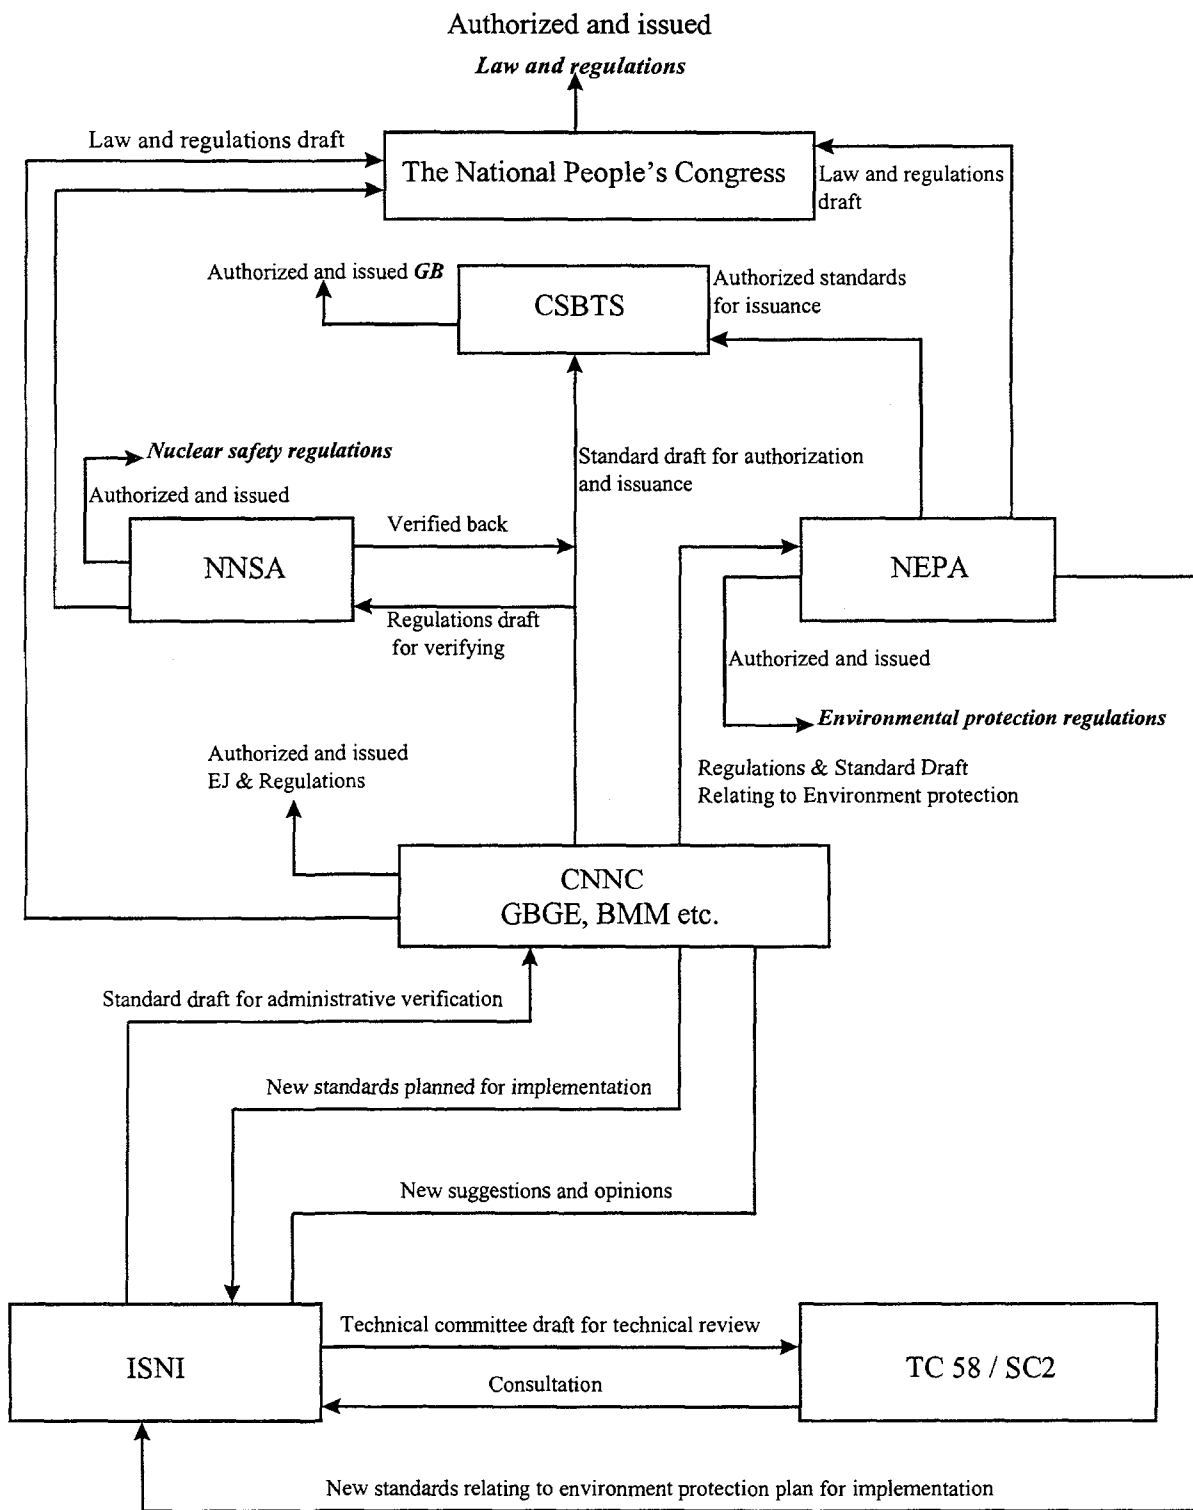 Authorized and issued
Law and regulations
Law and regulations draft
The National People's Congress
Law and regulations
draft
Authorized and issued GB
CSBTS
Authorized standards
for issuance
Nuclear safety regulations
Authorized and issued
Standard draft for authorization
and issuance
NNSA
Verified back
NEPA
Regulations draft
for verifying
Authorized and issued
Environmental protection regulations
Authorized and issued
EJ & Regulations
Regulations & Standard Draft
Relating to Environment protection
CNNC
GBGE, BMM etc.
Standard draft for administrative verification
New standards planned for implementation
New suggestions and opinions
ISNI
Technical committee draft for technical review
TC 58 / SC2
Consultation
New standards relating to environment protection plan for implementation